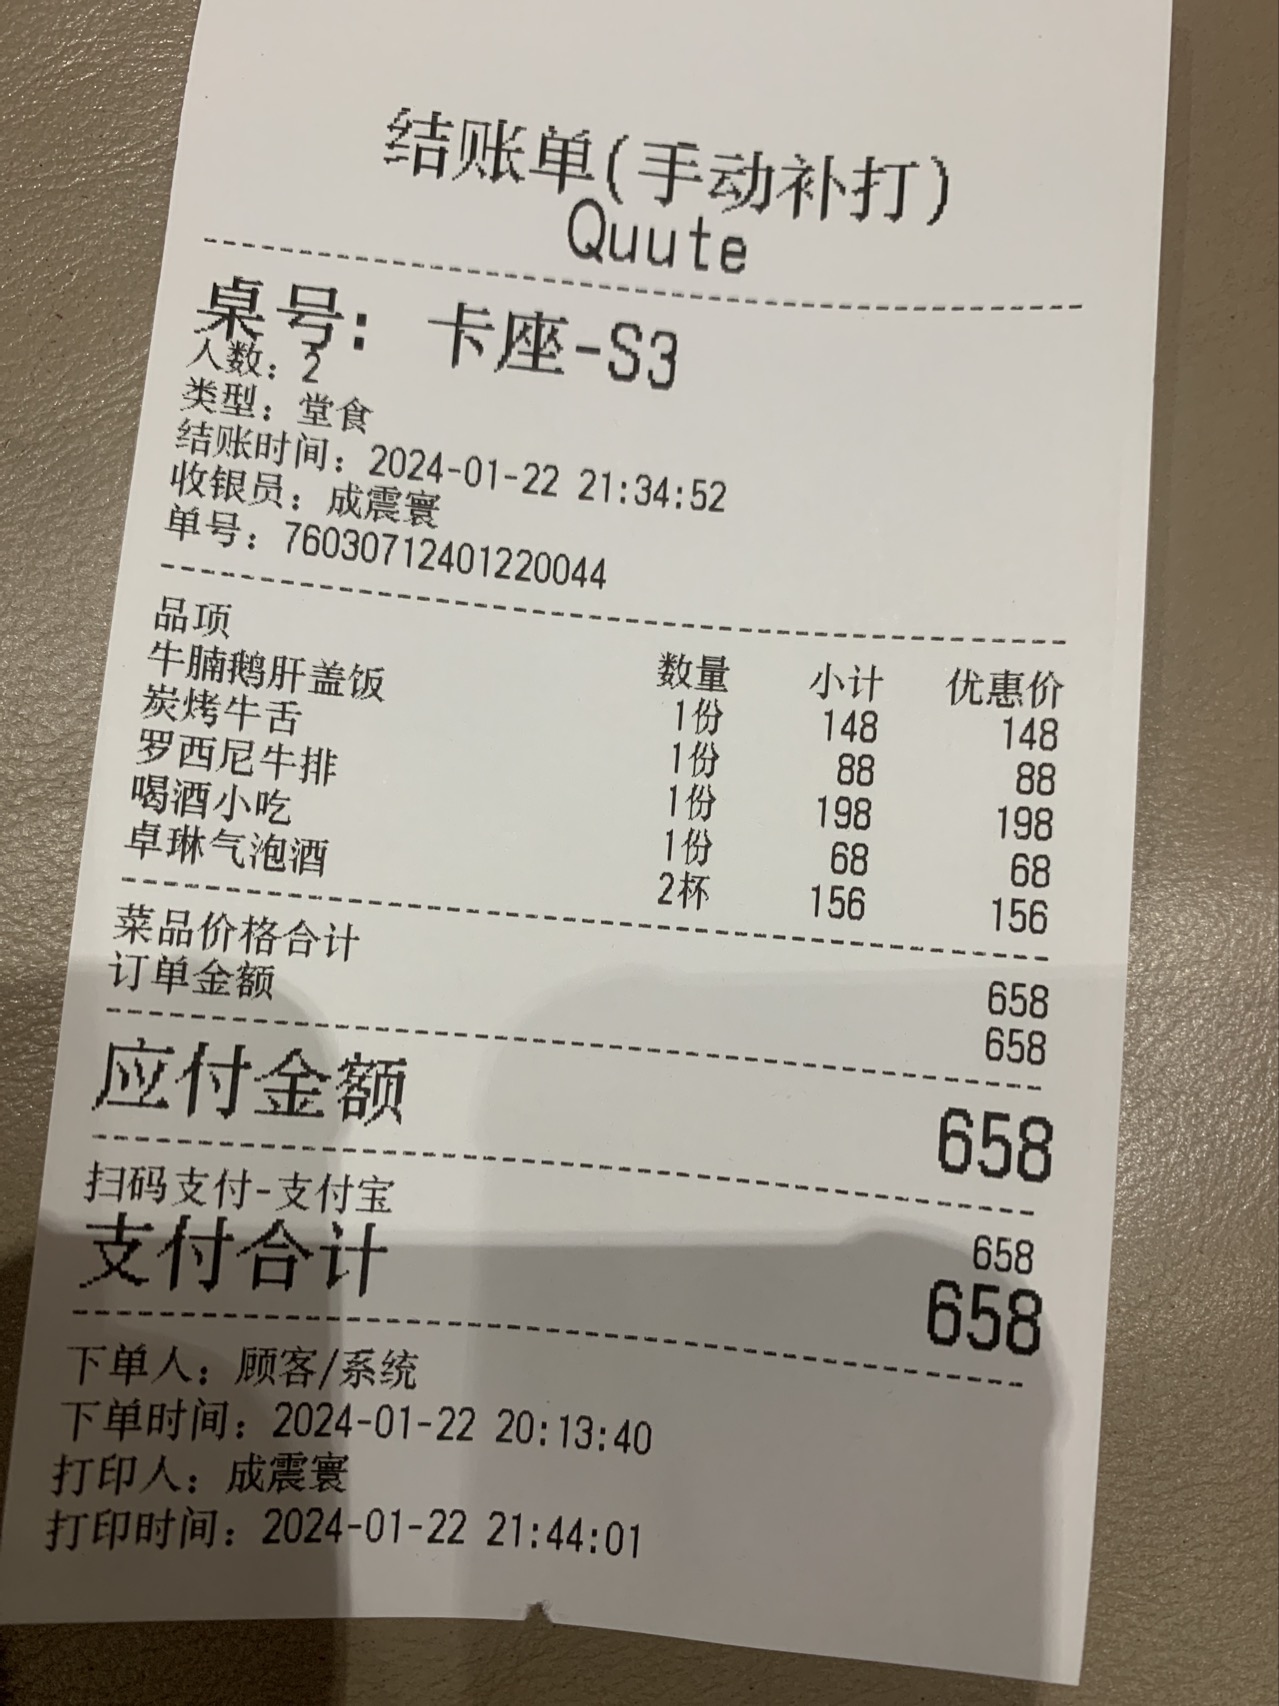 结账单(手动补打)
Quute
桌号: 卡座-S3
人数: 2
类型: 堂食
结账时间: 2024-01-22 21:34:52
收银员: 成震寰
单号: 76030712401220044
品项 数量 小计 优惠价
牛腩鹅肝盖饭 1份 148 148
炭烤牛舌 1份 88 88
罗西尼牛排 1份 198 198
喝酒小吃 1份 68 68
卓琳气泡酒 2杯 156 156
菜品价格合计 658
订单金额 658
应付金额 658
扫码支付-支付宝 658
支付合计 658
下单人: 顾客/系统
下单时间: 2024-01-22 20:13:40
打印人: 成震寰
打印时间: 2024-01-22 21:44:01